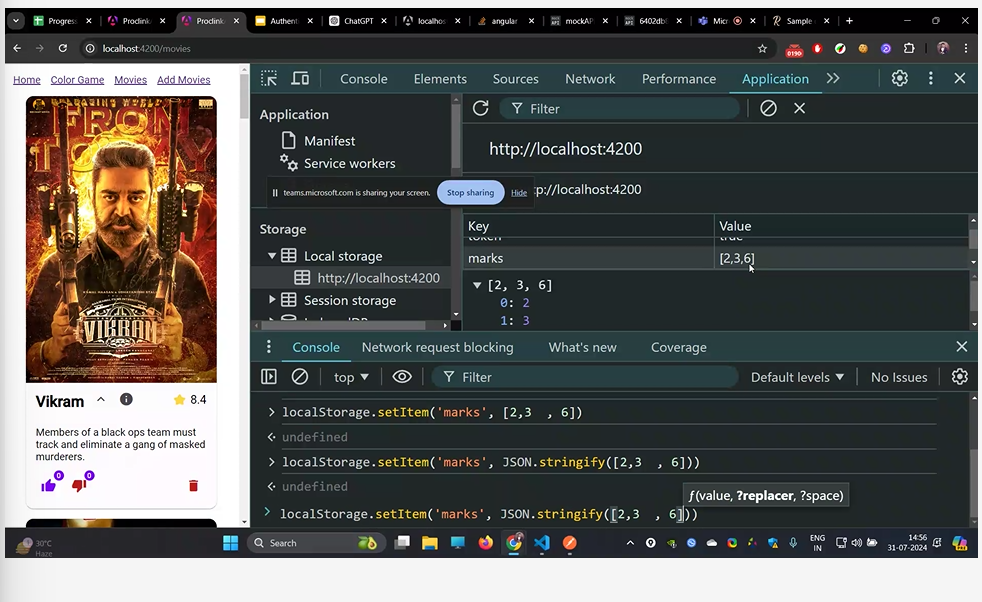 Progres
Proclink
Proclink
Authent
ChatGPT
localhos
angular
mockAP
6402db
Micr
Sample
localhost:4200/movies
0190
Home Color Game Movies Add Movies
FROM
TODAY
VIKRAM
Vikram
8.4
Members of a black ops team must
track and eliminate a gang of masked
murderers.
0
0
Console Elements Sources Network Performance Application
Application
Manifest
Service workers
teams.microsoft.com is sharing your screen. Stop sharing Hide
Storage
Local storage
http://localhost:4200
Session storage
Filter
http://localhost:4200
tp://localhost:4200
Key Value
token true
marks [2,3,6]
[2, 3, 6]
0: 2
1: 3
Console Network request blocking What's new Coverage
top Filter Default levels No Issues
> localStorage.setItem('marks', [2,3  , 6])
undefined
> localStorage.setItem('marks', JSON.stringify([2,3  , 6]))
undefined
ƒ(value, ?replacer, ?space)
> localStorage.setItem('marks', JSON.stringify([2,3  , 6]))
30°C
Haze
Search
ENG
IN
14:56
31-07-2024